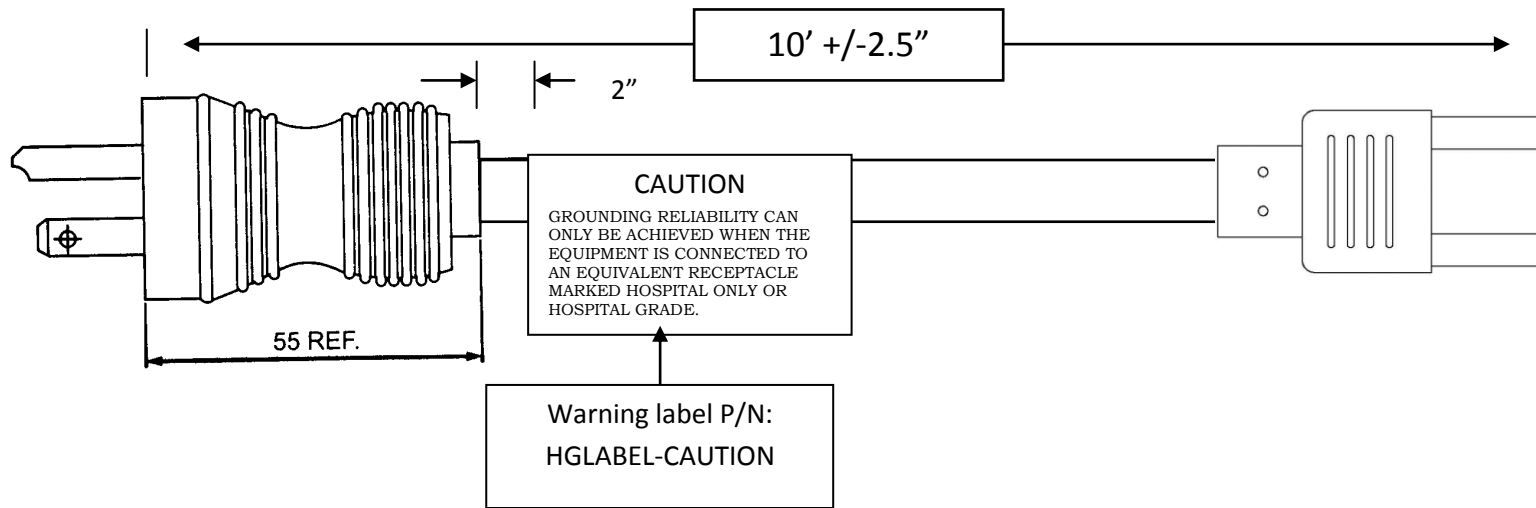 10’ +/-2.5”
2”
CAUTION
GROUNDING RELIABILITY CAN
ONLY BE ACHIEVED WHEN THE
EQUIPMENT IS CONNECTED TO
AN EQUIVALENT RECEPTACLE
MARKED HOSPITAL ONLY OR
HOSPITAL GRADE.
55 REF.
Warning label P/N:
HGLABEL-CAUTION